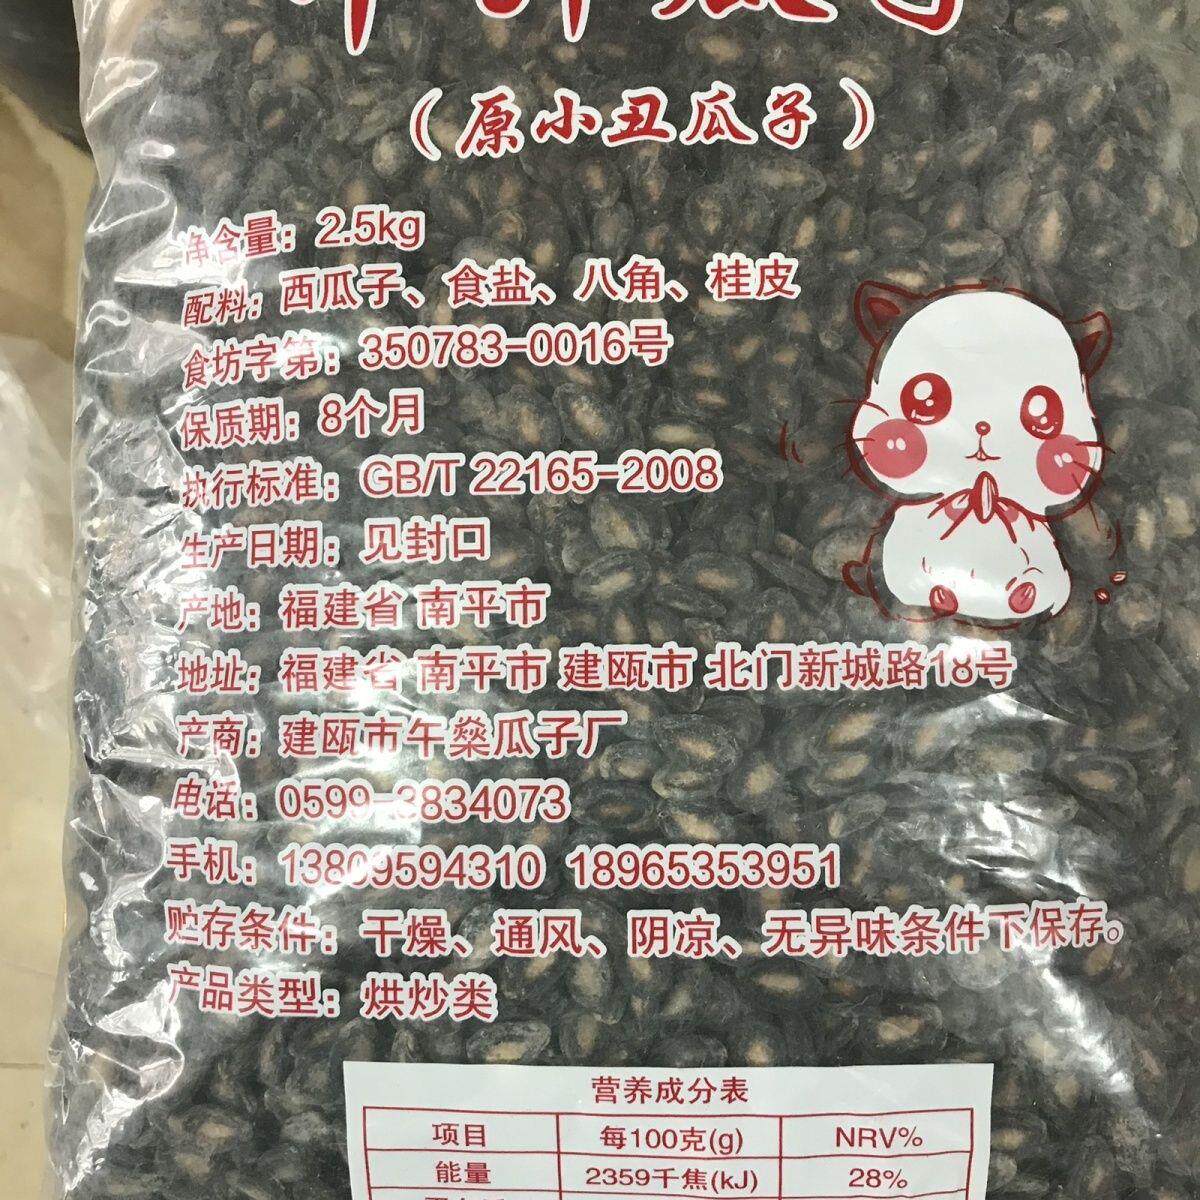 瓜子
（原小丑瓜子）
净含量：2.5kg
配料：西瓜子、食盐、八角、桂皮
食坊字第：350783-0016号
保质期：8个月
执行标准：GB/T 22165-2008
生产日期：见封口
产地：福建省 南平市
地址：福建省 南平市 建瓯市 北门新城路18号
产商：建瓯市午燊瓜子厂
电话：0599-3834073
手机：13809594310 18965353951
贮存条件：干燥、通风、阴凉、无异味条件下保存。
产品类型：烘炒类
营养成分表
项目 每100克(g) NRV%
能量 2359千焦(kJ) 28%